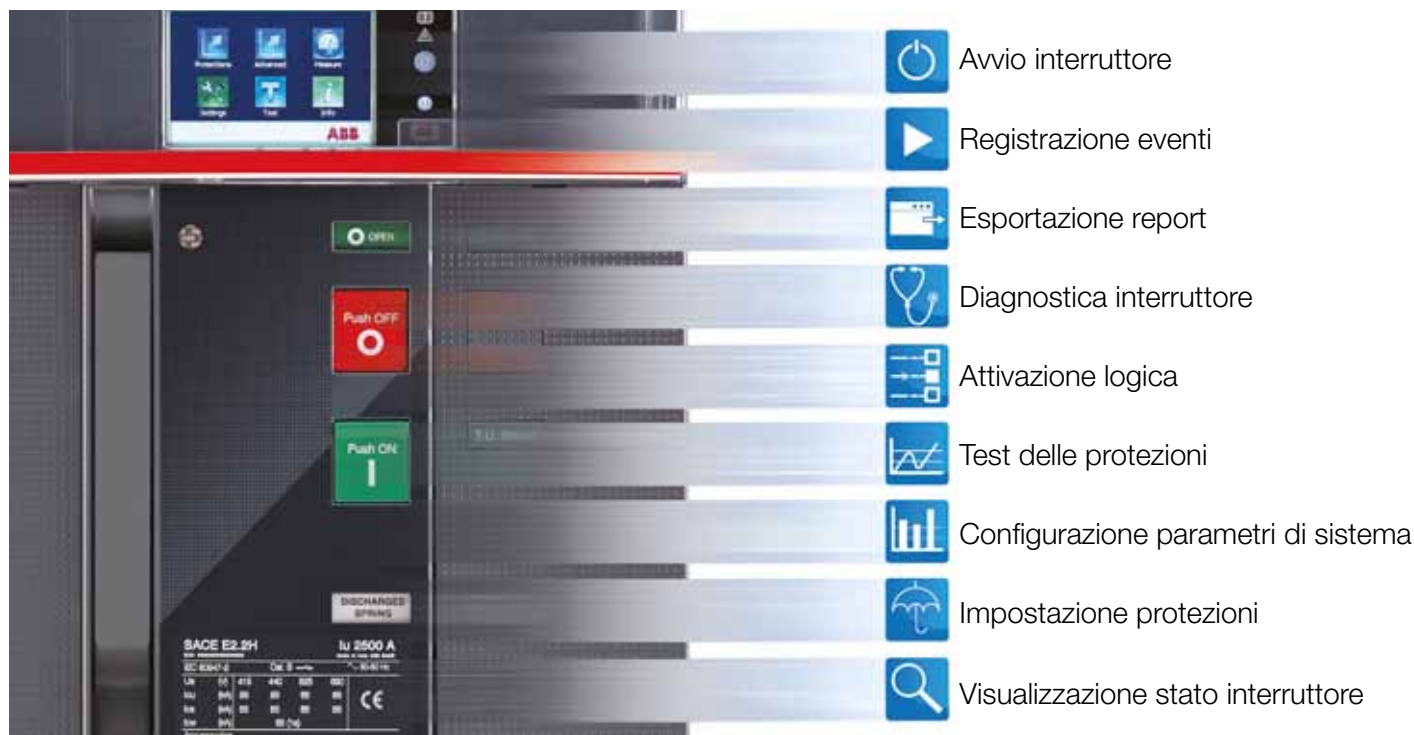 Protections Advanced Measure
Settings Test Info
ABB
OPEN
Push OFF
Push ON
DISCHARGED
SPRING
SACE E2.2H Iu 2500 A
Avvio interruttore
Registrazione eventi
Esportazione report
Diagnostica interruttore
Attivazione logica
Test delle protezioni
Configurazione parametri di sistema
Impostazione protezioni
Visualizzazione stato interruttore